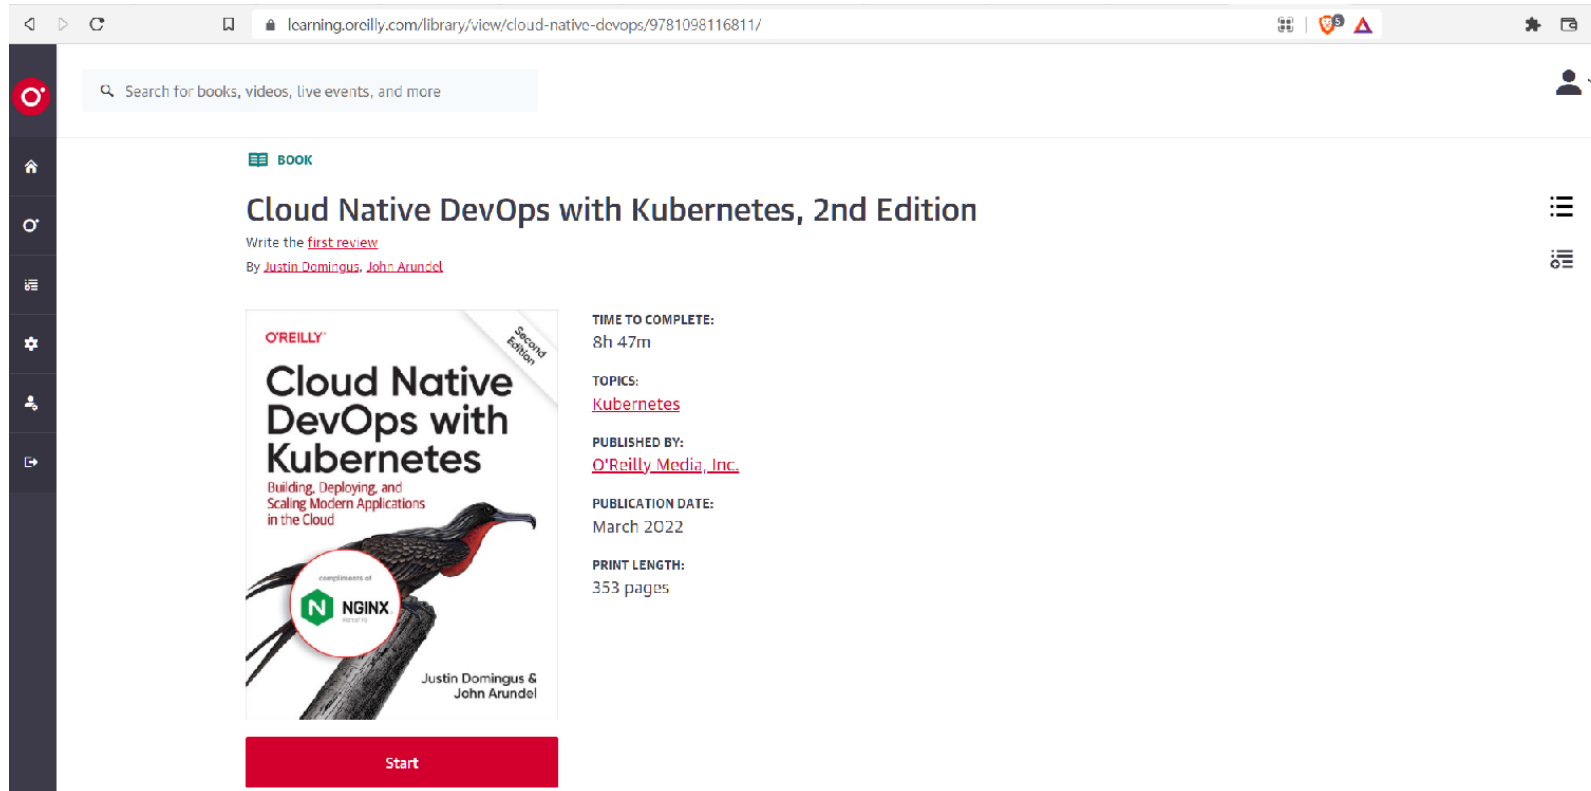 learning.oreilly.com/library/view/cloud-native-devops/9781098116811/
5
Search for books, videos, live events, and more
BOOK
Cloud Native DevOps with Kubernetes, 2nd Edition
Write the first review
By Justin Domingus, John Arundel
O'REILLY®
Second
Edition
Cloud Native
DevOps with
Kubernetes
Building, Deploying, and
Scaling Modern Applications
in the Cloud
compliments of
N NGINX
Justin Domingus &
John Arundel
TIME TO COMPLETE:
8h 47m
TOPICS:
Kubernetes
PUBLISHED BY:
O'Reilly Media, Inc.
PUBLICATION DATE:
March 2022
PRINT LENGTH:
353 pages
Start